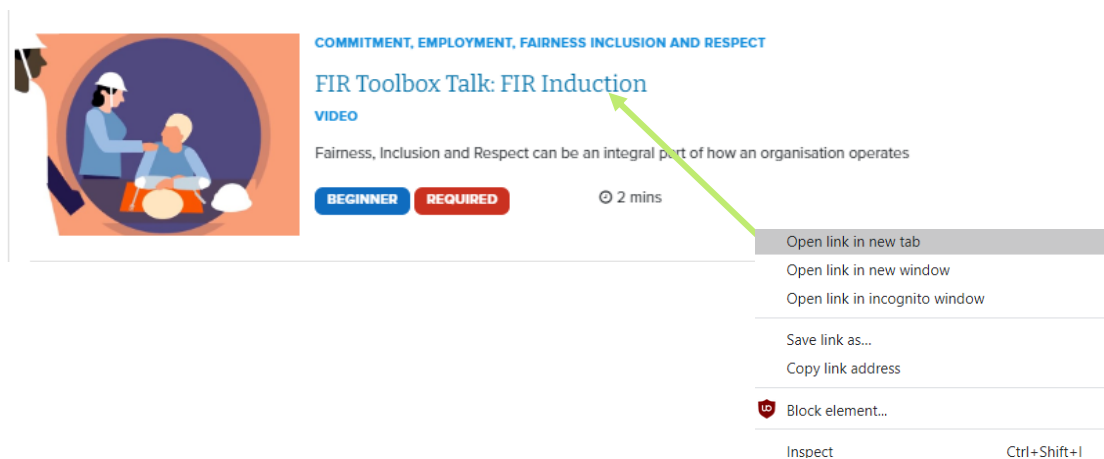 COMMITMENT, EMPLOYMENT, FAIRNESS INCLUSION AND RESPECT
FIR Toolbox Talk: FIR Induction
VIDEO
Fairness, Inclusion and Respect can be an integral part of how an organisation operates
BEGINNER REQUIRED 2 mins
Open link in new tab
Open link in new window
Open link in incognito window
Save link as...
Copy link address
Block element...
Inspect Ctrl+Shift+I